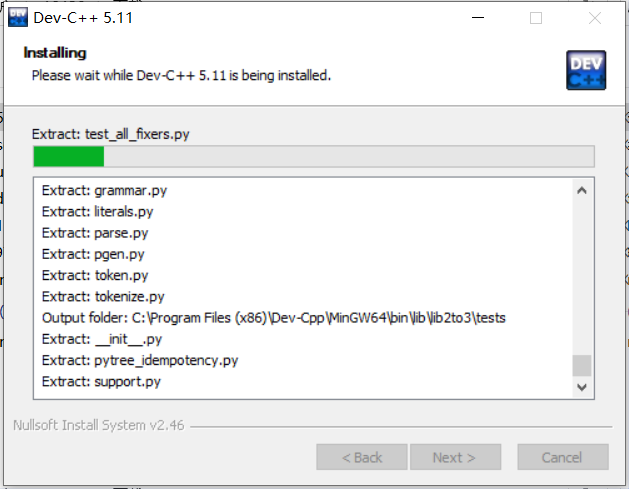 Dev-C++ 5.11
Installing
Please wait while Dev-C++ 5.11 is being installed.
DEV
C++
Extract: test_all_fixers.py
Extract: grammar.py
Extract: literals.py
Extract: parse.py
Extract: pgen.py
Extract: token.py
Extract: tokenize.py
Output folder: C:\Program Files (x86)\Dev-Cpp\MinGW64\bin\lib\lib2to3\tests
Extract: __init__.py
Extract: pytree_idempotency.py
Extract: support.py
Nullsoft Install System v2.46
< Back
Next >
Cancel